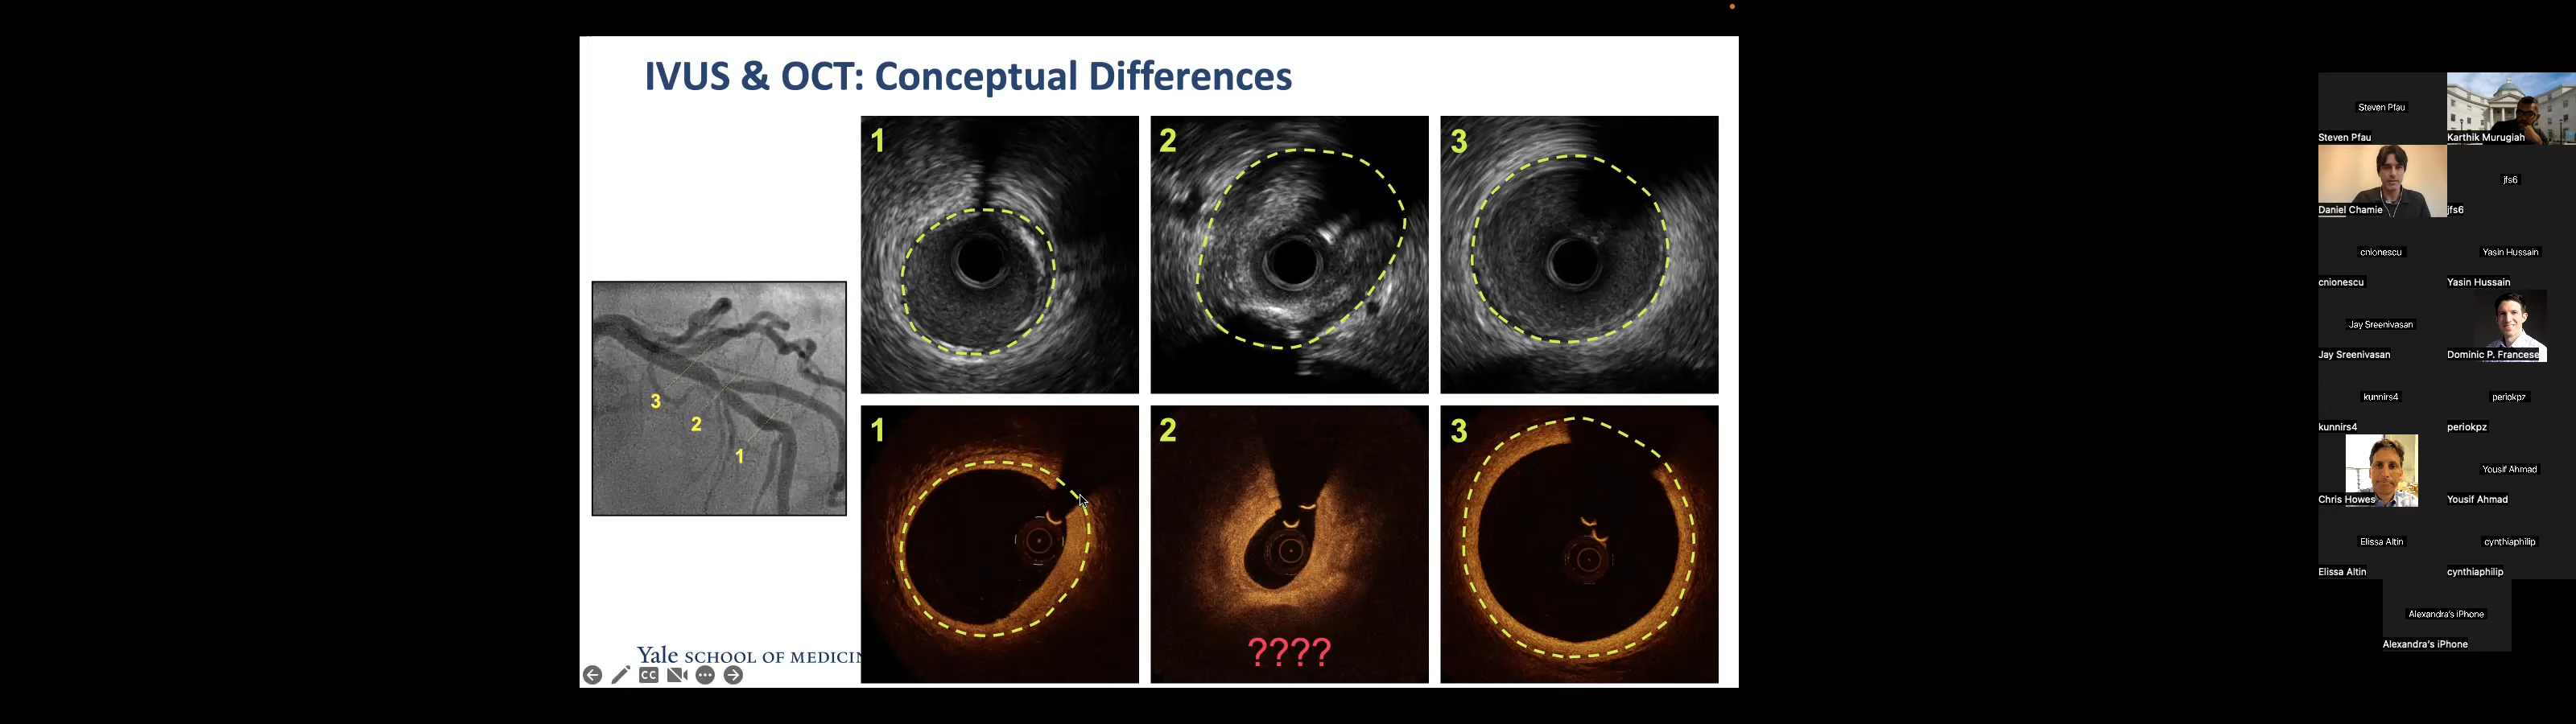 IVUS & OCT: Conceptual Differences
1
2
3
3
2
1
1
2
3
????
Yale SCHOOL OF MEDICIN
CC
Steven Pfau
Steven Pfau
Karthik Murugiah
Daniel Chamie
jfs6
jfs6
cnionescu
cnionescu
Yasin Hussain
Yasin Hussain
Jay Sreenivasan
Jay Sreenivasan
Dominic P. Francese
kunnirs4
kunnirs4
periokpz
periokpz
Chris Howes
Yousif Ahmad
Yousif Ahmad
Elissa Altin
Elissa Altin
cynthiaphilip
cynthiaphilip
Alexandra's iPhone
Alexandra's iPhone